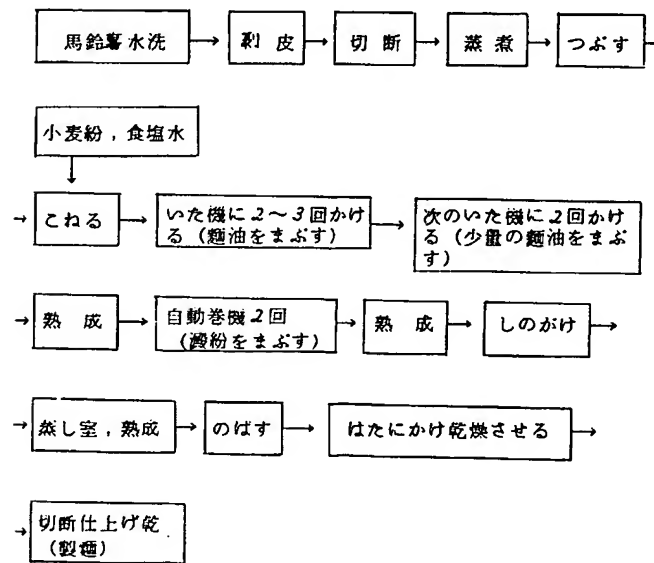 馬鈴薯水洗
剥皮
切断
蒸煮
つぶす
小麦粉,食塩水
こねる
いた機に2〜3回かけ
る(麺油をまぶす)
次のいた機に2回かけ
る(少量の麺油をまぶ
す)
熟成
自動巻機2回
(澱粉をまぶす)
熟成
しのがけ
蒸し室,熟成
のばす
はたにかけ乾燥させる
切断仕上げ乾
(製麺)